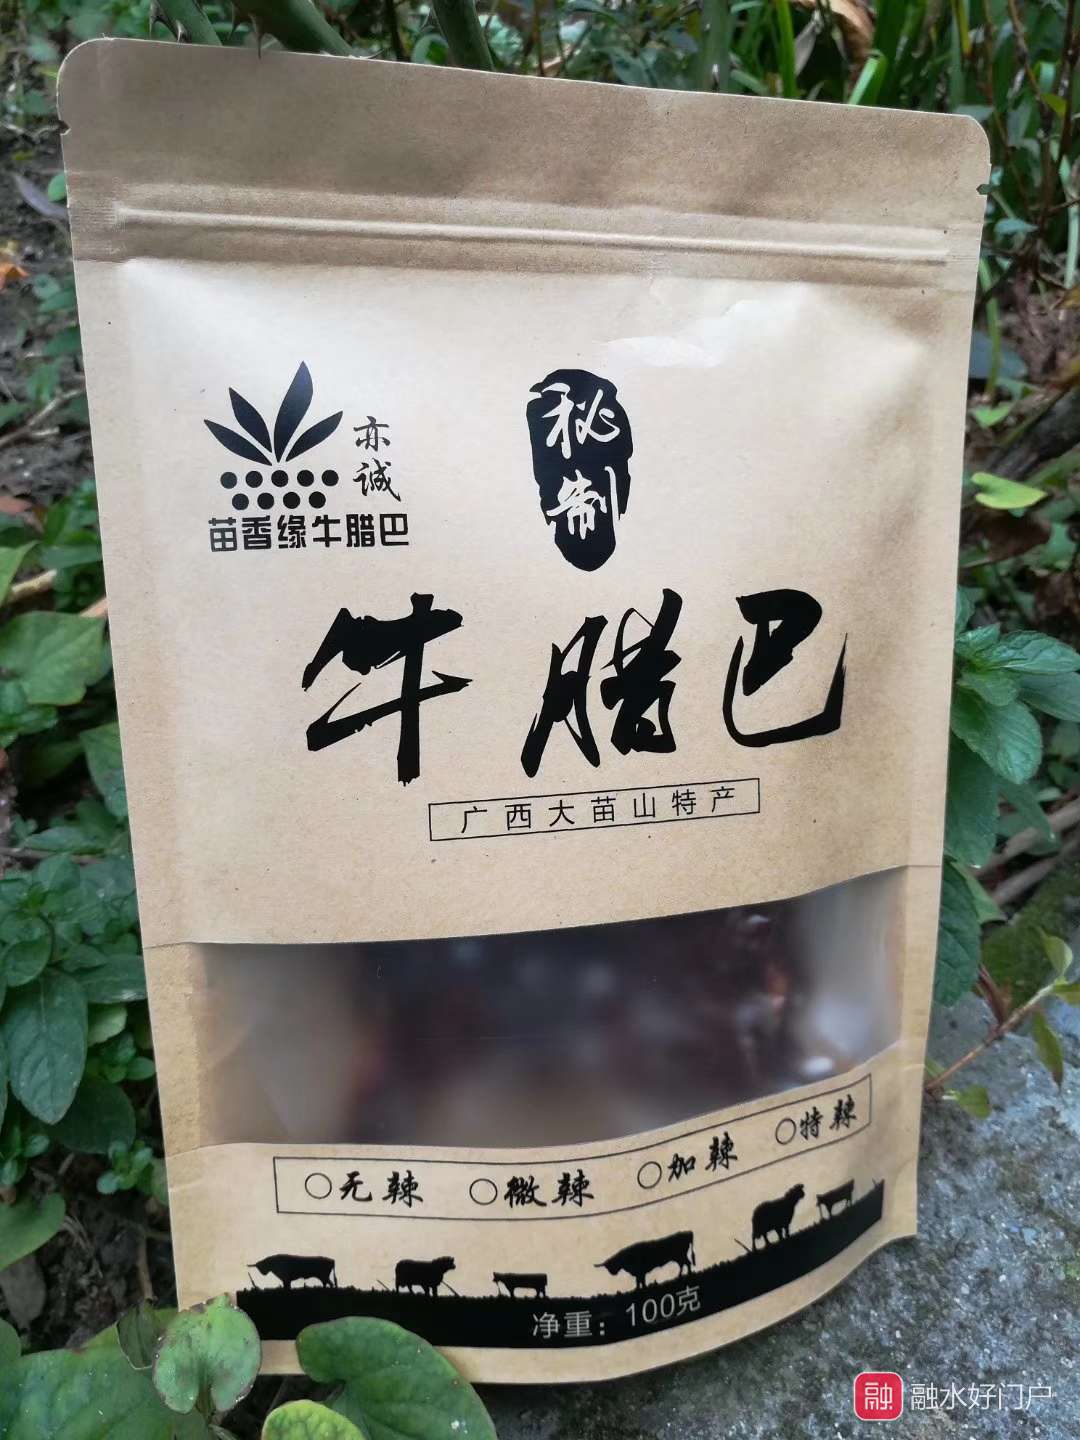 亦诚
苗香缘牛腊巴
秘制
牛腊巴
广西大苗山特产
○无辣 ○微辣 ○加辣 ○特辣
净重：100克
融 融水好门户